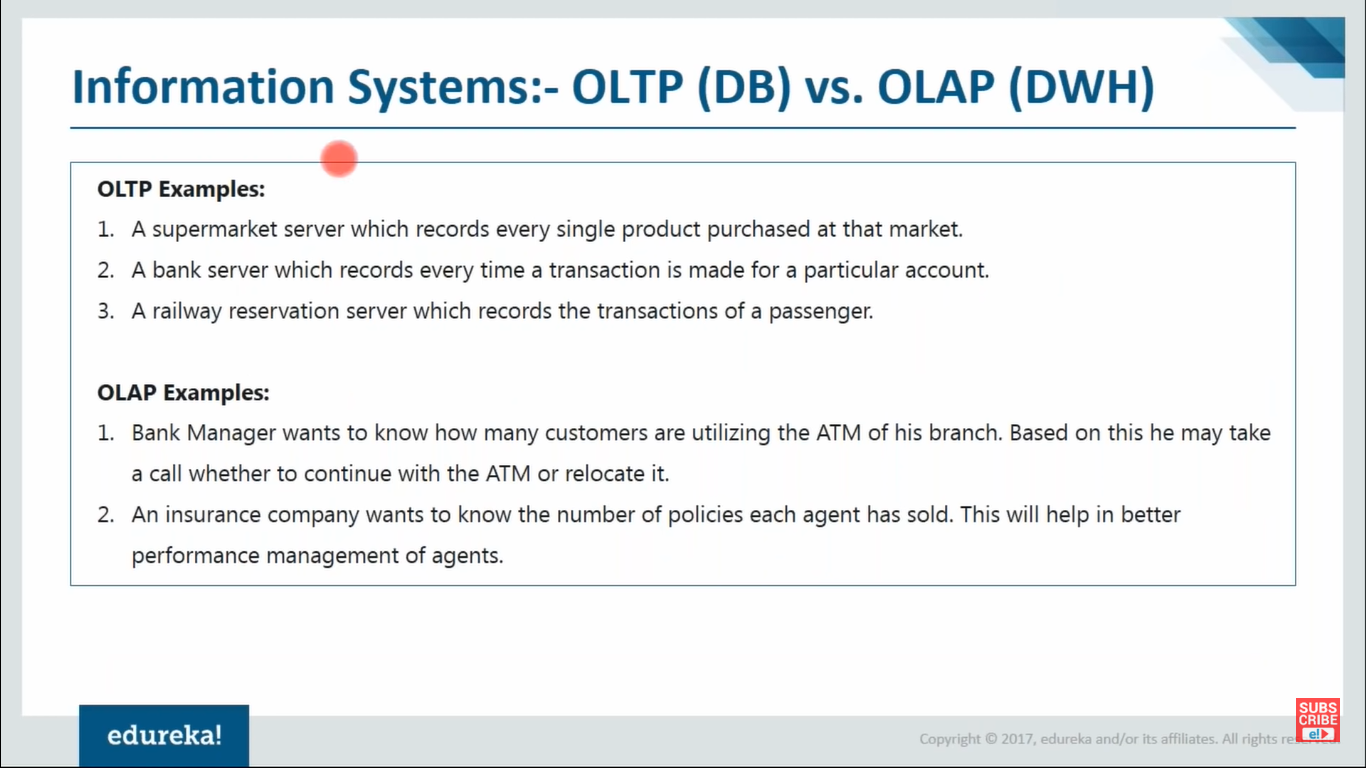 Information Systems:- OLTP (DB) vs. OLAP (DWH)
OLTP Examples:
1. A supermarket server which records every single product purchased at that market.
2. A bank server which records every time a transaction is made for a particular account.
3. A railway reservation server which records the transactions of a passenger.
OLAP Examples:
1. Bank Manager wants to know how many customers are utilizing the ATM of his branch. Based on this he may take
a call whether to continue with the ATM or relocate it.
2. An insurance company wants to know the number of policies each agent has sold. This will help in better
performance management of agents.
edureka!
Copyright © 2017, edureka and/or its affiliates. All rights
SUBS
CRIBE
e!